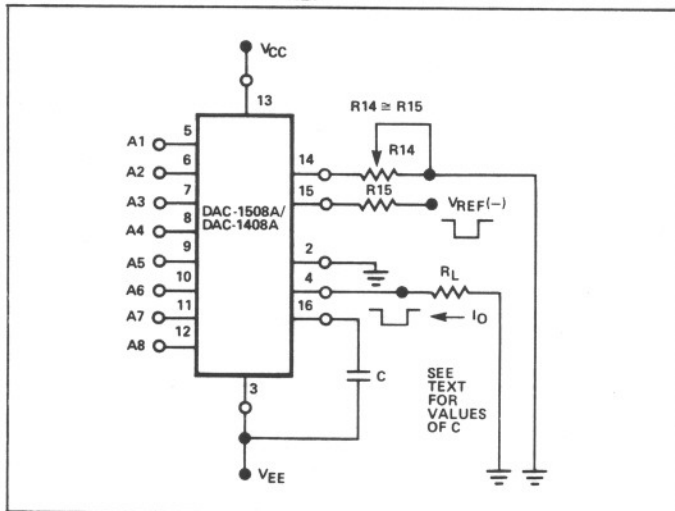 VCC
13
R14 ≅ R15
A1 5
A2 6
A3 7
A4 8
A5 9
A6 10
A7 11
A8 12
DAC-1508A/
DAC-1408A
14
R14
15
R15
VREF(−)
2
4
RL
16
IO
C
SEE
TEXT
FOR
VALUES
OF C
3
VEE